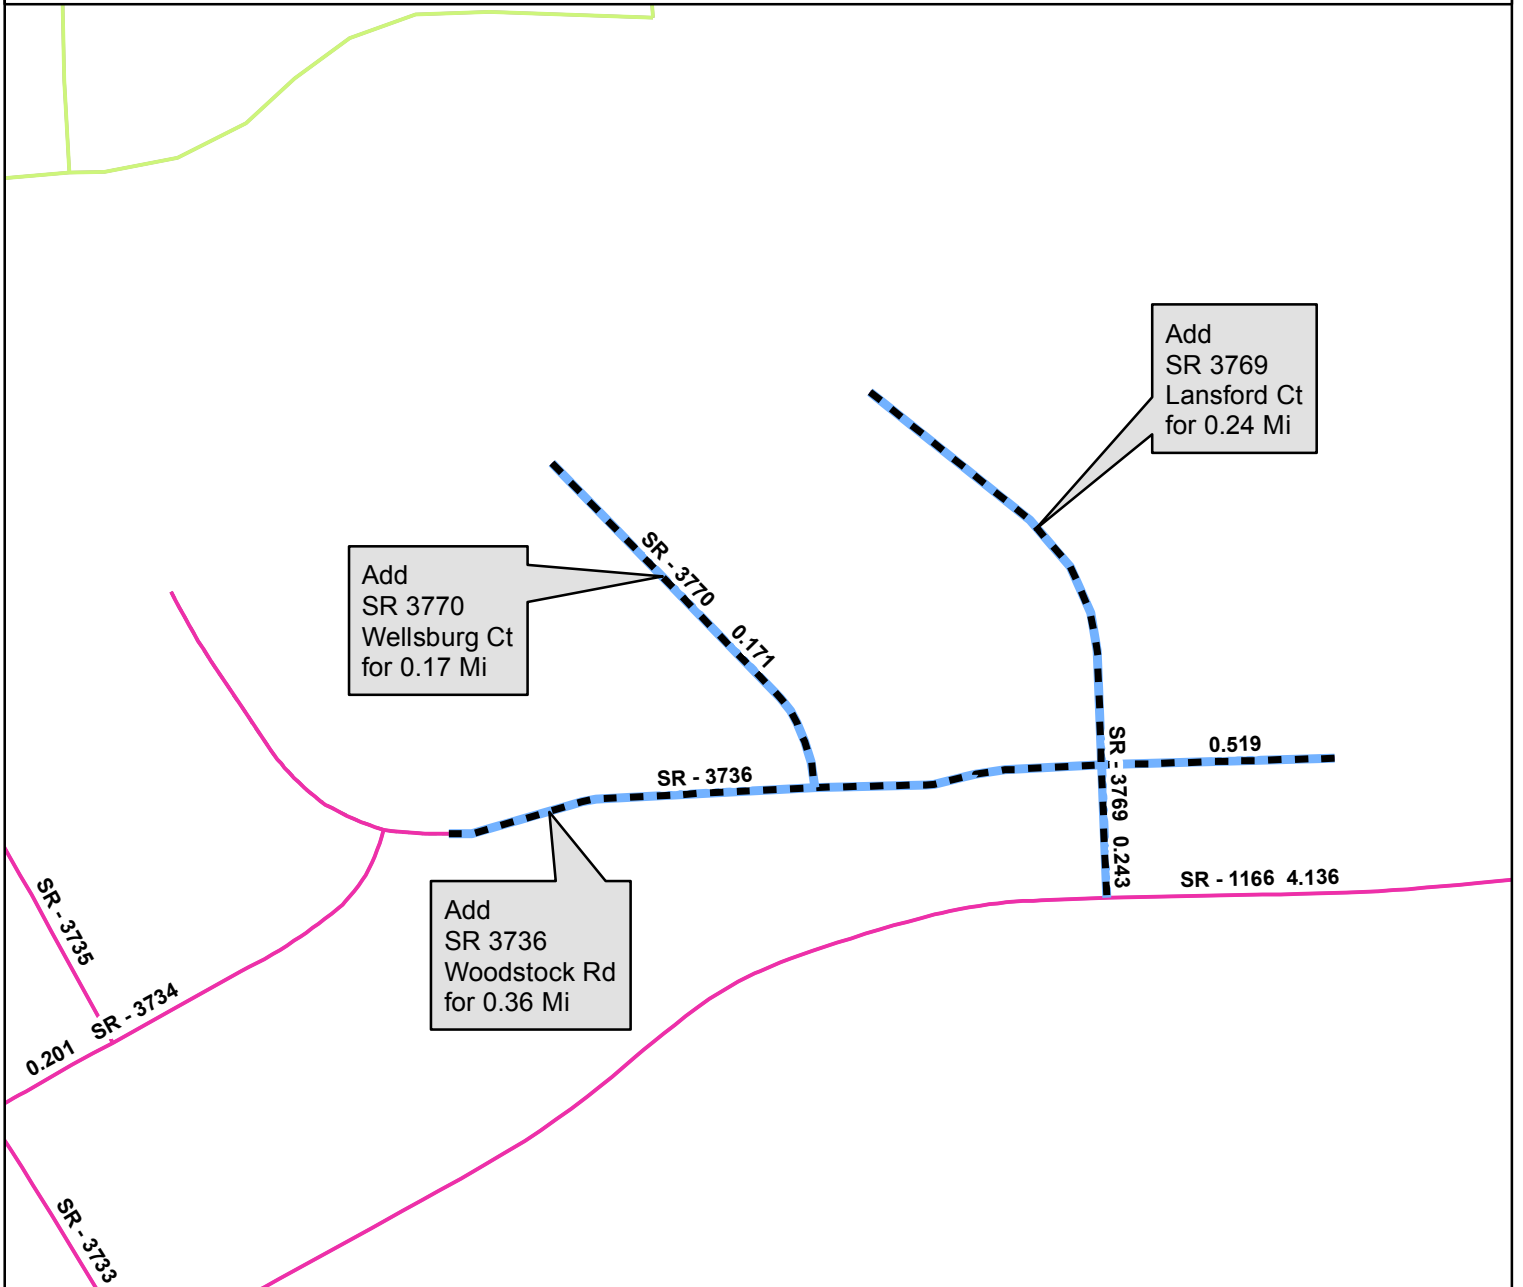 Add
SR 3769
Lansford Ct
for 0.24 Mi
SR - 3770
0.171
Add
SR 3770
Wellsburg Ct
for 0.17 Mi
SR - 3736
SR - 3769 0.243
0.519
SR - 1166 4.136
Add
SR 3736
Woodstock Rd
for 0.36 Mi
SR - 3735
SR - 3734
0.201
SR - 3733